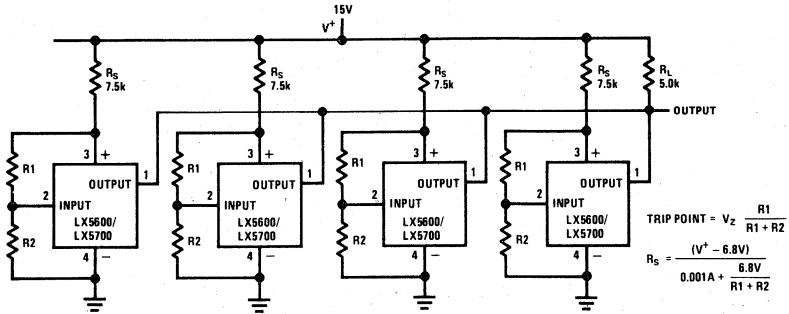 15V
V+
RS
7.5k
RS
7.5k
RS
7.5k
RS
7.5k
RL
5.0k
OUTPUT
3 +
1
R1
OUTPUT
2
INPUT
LX5600/
LX5700
R2
4 −
3 +
1
R1
OUTPUT
2
INPUT
LX5600/
LX5700
R2
4 −
3 +
1
R1
OUTPUT
2
INPUT
LX5600/
LX5700
R2
4 −
3 +
1
R1
OUTPUT
2
INPUT
LX5600/
LX5700
R2
4 −
TRIP POINT = VZ R1 / R1 + R2
RS = (V+ − 6.8V) / 0.001A + 6.8V / R1 + R2